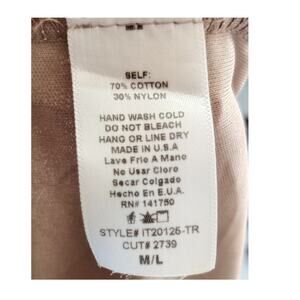 SELF:
70% COTTON
30% NYLON
HAND WASH COLD
DO NOT BLEACH
HANG OR LINE DRY
MADE IN U.S.A
Lave Frio A Mano
No Usar Cloro
Secar Colgado
Hecho En E.U.A.
RN# 141750
STYLE# IT20125-TR
CUT# 2739
M/L